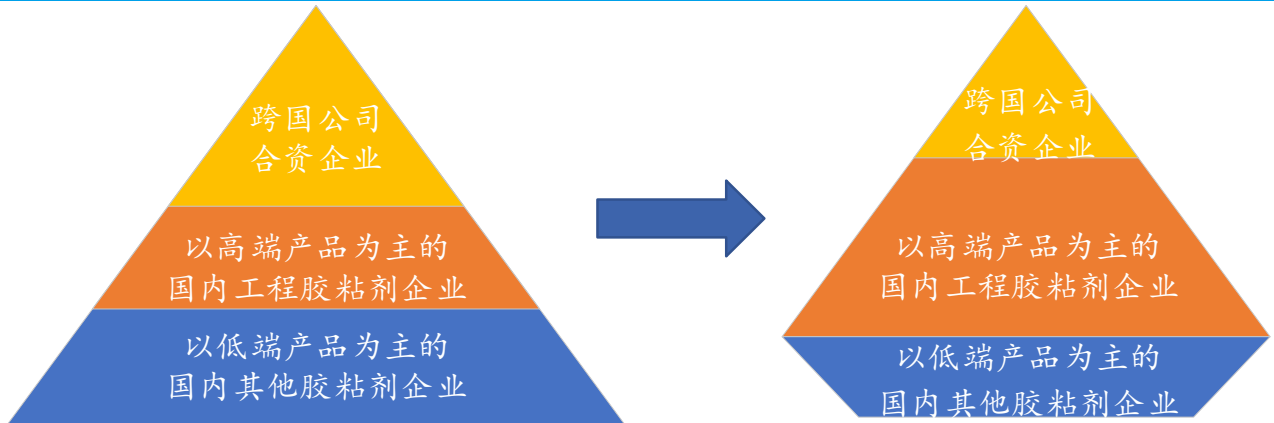 跨国公司
合资企业
以高端产品为主的
国内工程胶粘剂企业
以低端产品为主的
国内其他胶粘剂企业
跨国公司
合资企业
以高端产品为主的
国内工程胶粘剂企业
以低端产品为主的
国内其他胶粘剂企业